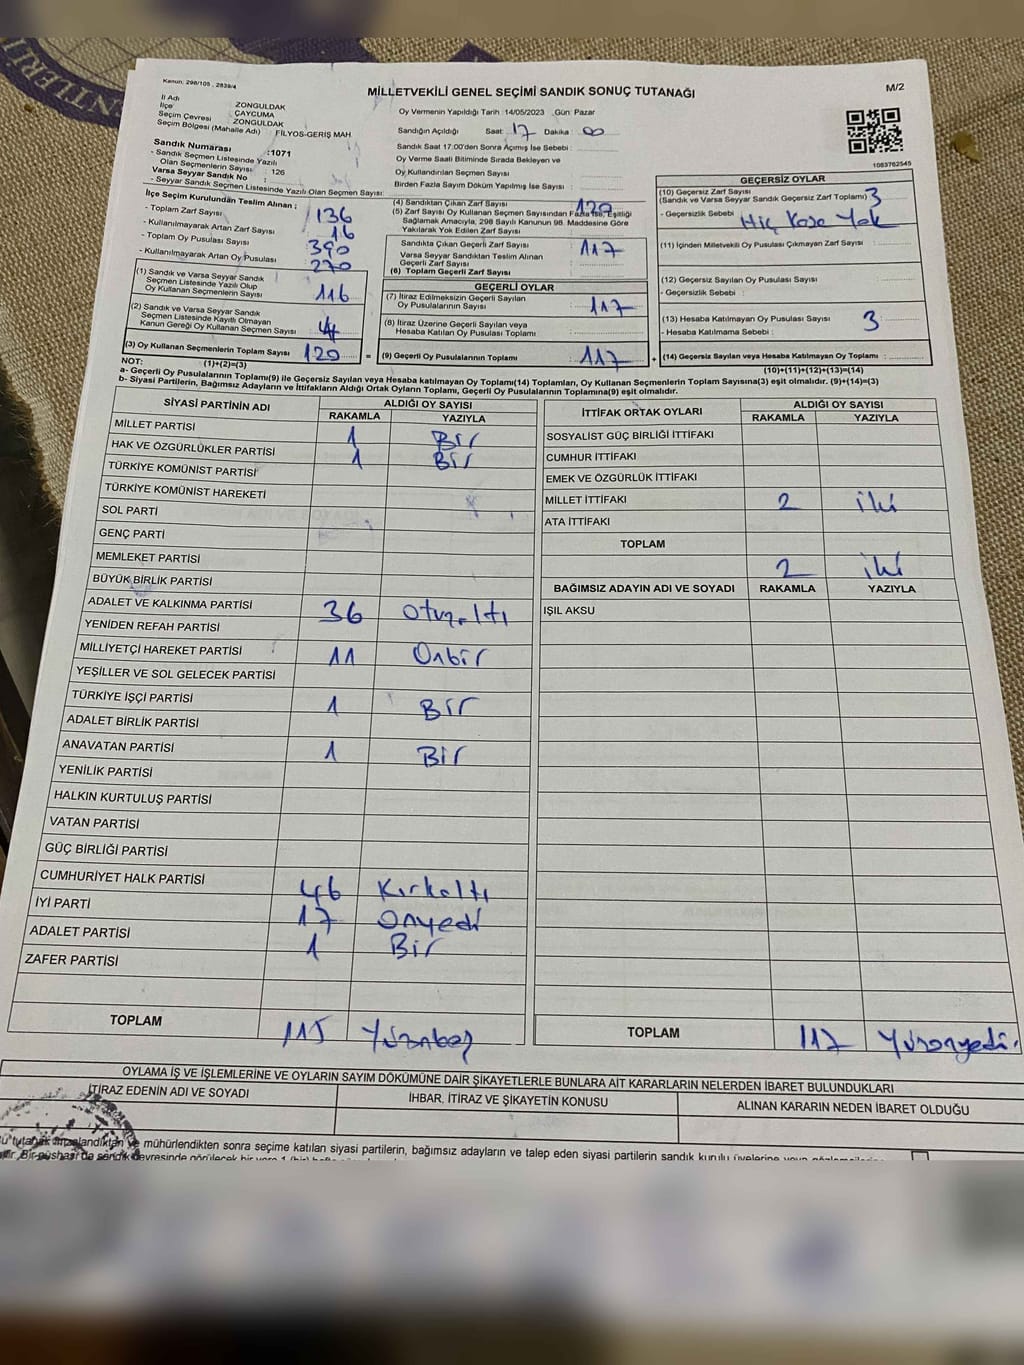 Kanun: 298/105 , 2839/4
MİLLETVEKİLİ GENEL SEÇİMİ SANDIK SONUÇ TUTANAĞI
M/2
İl Adı ZONGULDAK
İlçe ÇAYCUMA
Seçim Çevresi ZONGULDAK
Seçim Bölgesi (Mahalle Adı) : FİLYOS-GERİŞ MAH.
Sandık Numarası :1071
- Sandık Seçmen Listesinde Yazılı
Olan Seçmenlerin Sayısı : 126
Varsa Seyyar Sandık No :
- Seyyar Sandık Seçmen Listesinde Yazılı Olan Seçmen Sayısı:
İlçe Seçim Kurulundan Teslim Alınan ;
- Toplam Zarf Sayısı 136
- Kullanılmayarak Artan Zarf Sayısı 16
- Toplam Oy Pusulası Sayısı 390
- Kullanılmayarak Artan Oy Pusulası 270
(1) Sandık ve Varsa Seyyar Sandık
Seçmen Listesinde Yazılı Olup
Oy Kullanan Seçmenlerin Sayısı 116
(2) Sandık ve Varsa Seyyar Sandık
Seçmen Listesinde Kayıtlı Olmayan
Kanun Gereği Oy Kullanan Seçmen Sayısı 4
(3) Oy Kullanan Seçmenlerin Toplam Sayısı 120 =
(1)+(2)=(3)
Oy Vermenin Yapıldığı Tarih :14/05/2023 Gün: Pazar
Sandığın Açıldığı Saat: 17 Dakika : 00
Sandık Saat 17:00'den Sonra Açımış İse Sebebi :
Oy Verme Saati Bitiminde Sırada Bekleyen ve
Oy Kullandırılan Seçmen Sayısı
Birden Fazla Sayım Döküm Yapılmış İse Sayısı :
(4) Sandıktan Çıkan Zarf Sayısı 120
(5) Zarf Sayısı Oy Kullanan Seçmen Sayısından Fazla İse, Eşitliği
Sağlamak Amacıyla, 298 Sayılı Kanunun 98. Maddesine Göre
Yakılarak Yok Edilen Zarf Sayısı
Sandıkta Çıkan Geçerli Zarf Sayısı 117
Varsa Seyyar Sandıktan Teslim Alınan
Geçerli Zarf Sayısı
(6) Toplam Geçerli Zarf Sayısı
GEÇERLİ OYLAR
(7) İtiraz Edilmeksizin Geçerli Sayılan
Oy Pusulalarının Sayısı : 117
(8) İtiraz Üzerine Geçerli Sayılan veya
Hesaba Katılan Oy Pusulası Toplamı
(9) Geçerli Oy Pusulalarının Toplamı : 117 +
1083762545
GEÇERSİZ OYLAR
(10) Geçersiz Zarf Sayısı
(Sandık ve Varsa Seyyar Sandık Geçersiz Zarf Toplamı) 3
- Geçersizlik Sebebi : Hiç Kaşe Yok
(11) İçinden Milletvekili Oy Pusulası Çıkmayan Zarf Sayısı :
(12) Geçersiz Sayılan Oy Pusulası Sayısı
- Geçersizlik Sebebi :
(13) Hesaba Katılmayan Oy Pusulası Sayısı : 3
- Hesaba Katılmama Sebebi :
(14) Geçersiz Sayılan veya Hesaba Katılmayan Oy Toplamı :
(10)+(11)+(12)+(13)=(14)
NOT:
a- Geçerli Oy Pusulalarının Toplamı(9) ile Geçersiz Sayılan veya Hesaba katılmayan Oy Toplamı(14) Toplamları, Oy Kullanan Seçmenlerin Toplam Sayısına(3) eşit olmalıdır. (9)+(14)=(3)
b- Siyasi Partilerin, Bağımsız Adayların ve İttifakların Aldığı Ortak Oyların Toplamı, Geçerli Oy Pusulalarının Toplamına(9) eşit olmalıdır.
SİYASİ PARTİNİN ADI ALDIĞI OY SAYISI
RAKAMLA YAZIYLA
MİLLET PARTİSİ 1 Bir
HAK VE ÖZGÜRLÜKLER PARTİSİ 1 Bir
TÜRKİYE KOMÜNİST PARTİSİ
TÜRKİYE KOMÜNİST HAREKETİ
SOL PARTİ
GENÇ PARTİ
MEMLEKET PARTİSİ
BÜYÜK BİRLİK PARTİSİ
ADALET VE KALKINMA PARTİSİ 36 Otuzaltı
YENİDEN REFAH PARTİSİ
MİLLİYETÇİ HAREKET PARTİSİ 11 Onbir
YEŞİLLER VE SOL GELECEK PARTİSİ
TÜRKİYE İŞÇİ PARTİSİ 1 Bir
ADALET BİRLİK PARTİSİ
ANAVATAN PARTİSİ 1 Bir
YENİLİK PARTİSİ
HALKIN KURTULUŞ PARTİSİ
VATAN PARTİSİ
GÜÇ BİRLİĞİ PARTİSİ
CUMHURİYET HALK PARTİSİ 46 Kırkaltı
İYİ PARTİ 17 Onyedi
ADALET PARTİSİ 1 Bir
ZAFER PARTİSİ
TOPLAM 115 Yüzonbeş
İTTİFAK ORTAK OYLARI ALDIĞI OY SAYISI
RAKAMLA YAZIYLA
SOSYALİST GÜÇ BİRLİĞİ İTTİFAKI
CUMHUR İTTİFAKI
EMEK VE ÖZGÜRLÜK İTTİFAKI
MİLLET İTTİFAKI 2 iki
ATA İTTİFAKI
TOPLAM
2 iki
BAĞIMSIZ ADAYIN ADI VE SOYADI RAKAMLA YAZIYLA
IŞIL AKSU
TOPLAM 117 Yüzonyedi.
OYLAMA İŞ VE İŞLEMLERİNE VE OYLARIN SAYIM DÖKÜMÜNE DAİR ŞİKAYETLERLE BUNLARA AİT KARARLARIN NELERDEN İBARET BULUNDUKLARI
İTİRAZ EDENİN ADI VE SOYADI İHBAR, İTİRAZ VE ŞİKAYETİN KONUSU ALINAN KARARIN NEDEN İBARET OLDUĞU
mühürlendikten sonra seçime katılan siyasi partilerin, bağımsız adayların ve talep eden siyasi partilerin sandık kurulu üyelerine